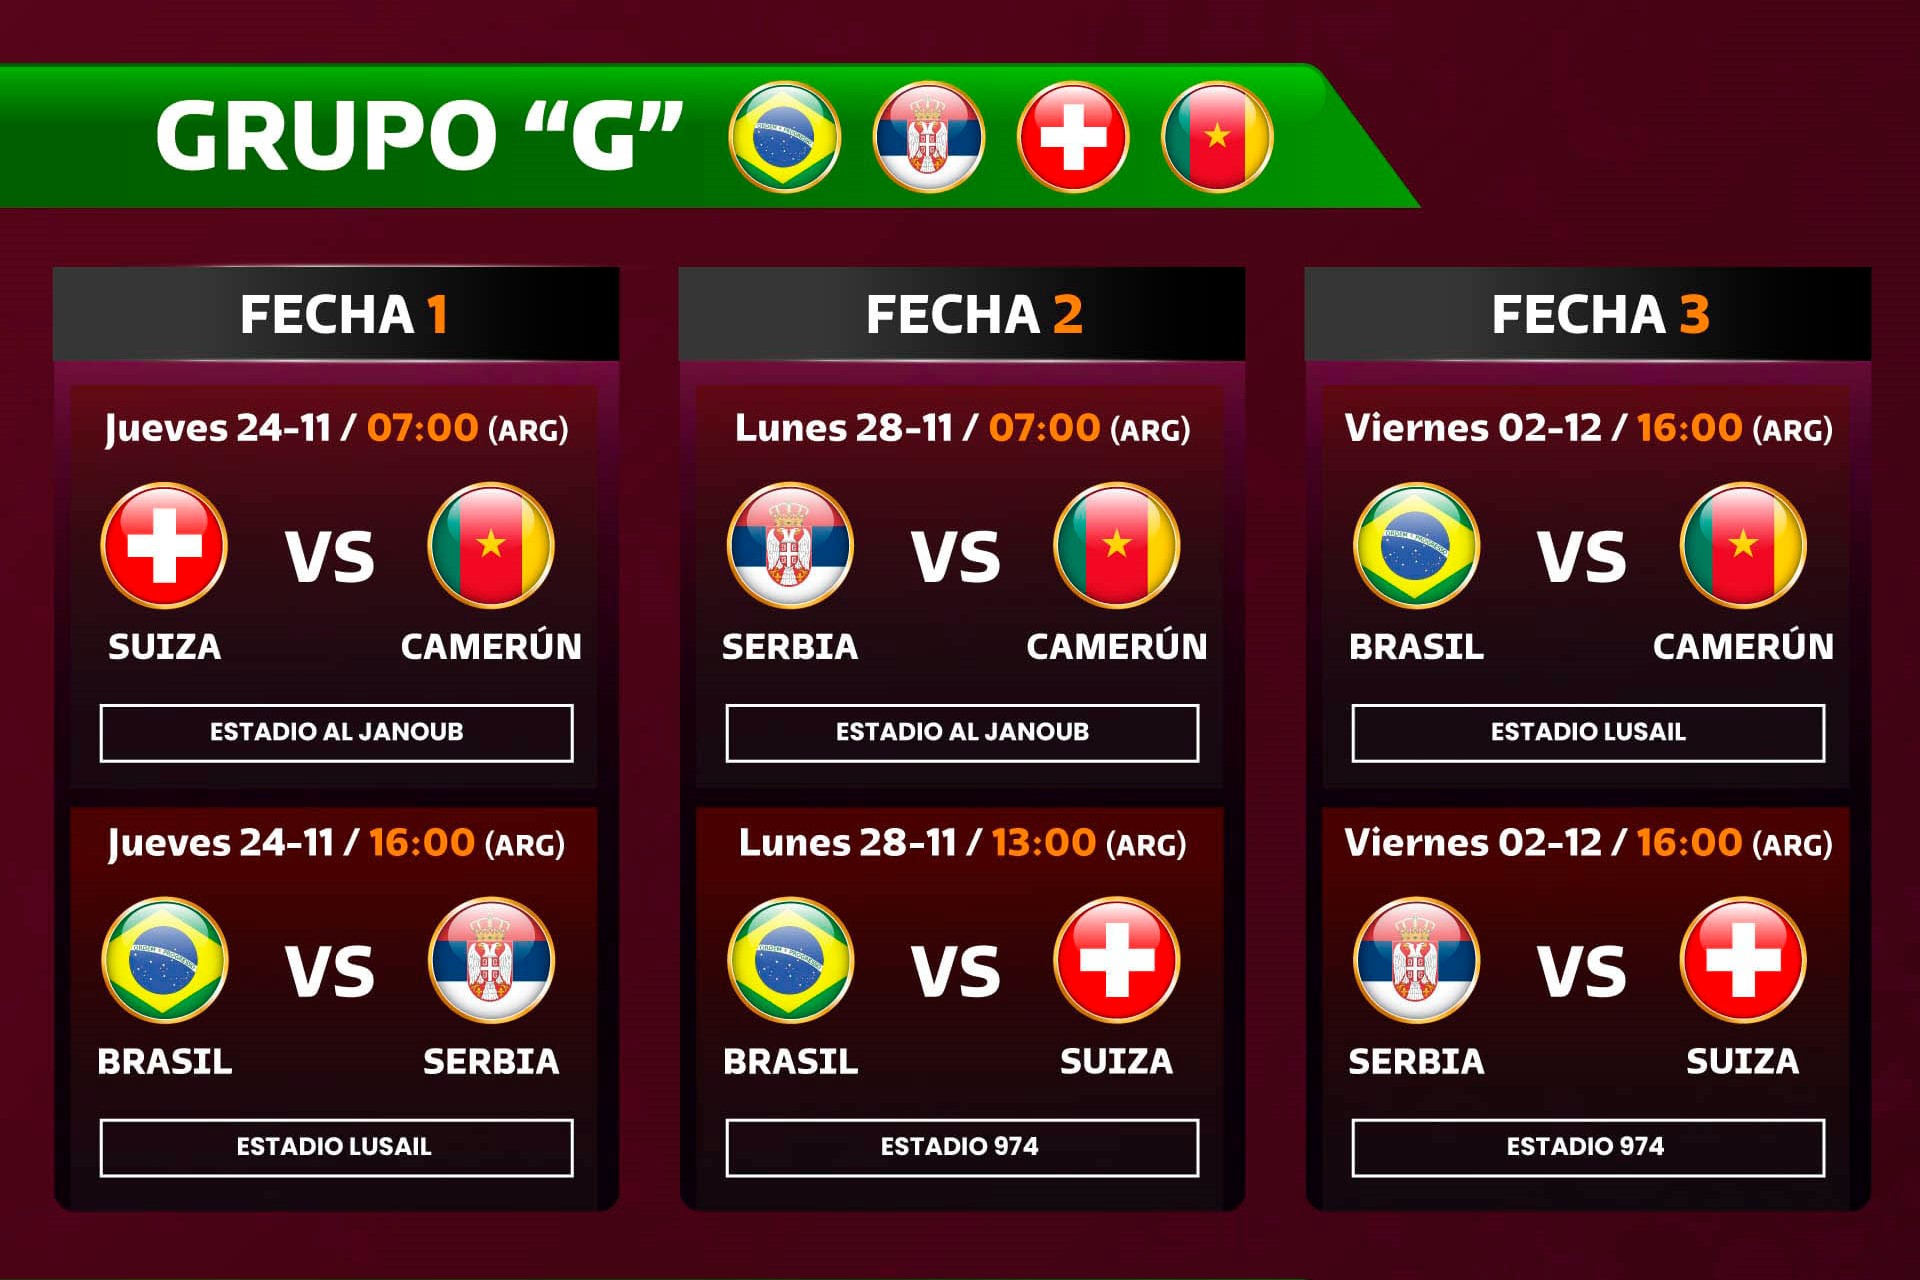 GRUPO “G”
FECHA 1
Jueves 24-11 / 07:00 (ARG)
VS
SUIZA CAMERÚN
ESTADIO AL JANOUB
Jueves 24-11 / 16:00 (ARG)
VS
BRASIL SERBIA
ESTADIO LUSAIL
FECHA 2
Lunes 28-11 / 07:00 (ARG)
VS
SERBIA CAMERÚN
ESTADIO AL JANOUB
Lunes 28-11 / 13:00 (ARG)
VS
BRASIL SUIZA
ESTADIO 974
FECHA 3
Viernes 02-12 / 16:00 (ARG)
VS
BRASIL CAMERÚN
ESTADIO LUSAIL
Viernes 02-12 / 16:00 (ARG)
VS
SERBIA SUIZA
ESTADIO 974